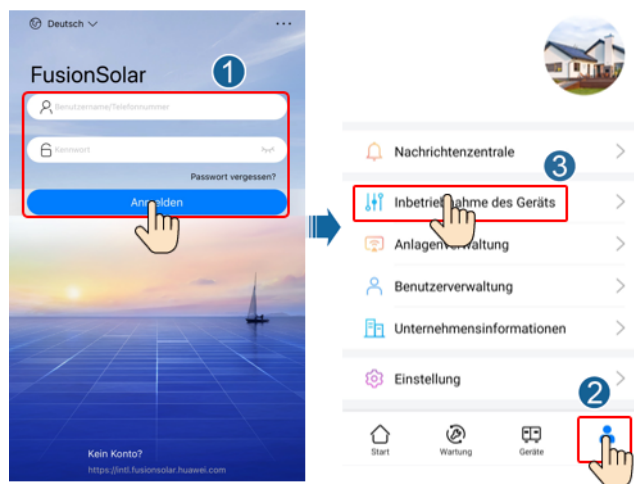 Deutsch
FusionSolar
1
Benutzername/Telefonnummer
Kennwort
Passwort vergessen?
Anmelden
Kein Konto?
https://intl.fusionsolar.huawei.com
Nachrichtenzentrale
3
Inbetriebnahme des Geräts
Anlagenverwaltung
Benutzerverwaltung
Unternehmensinformationen
Einstellung
2
Start
Wartung
Geräte